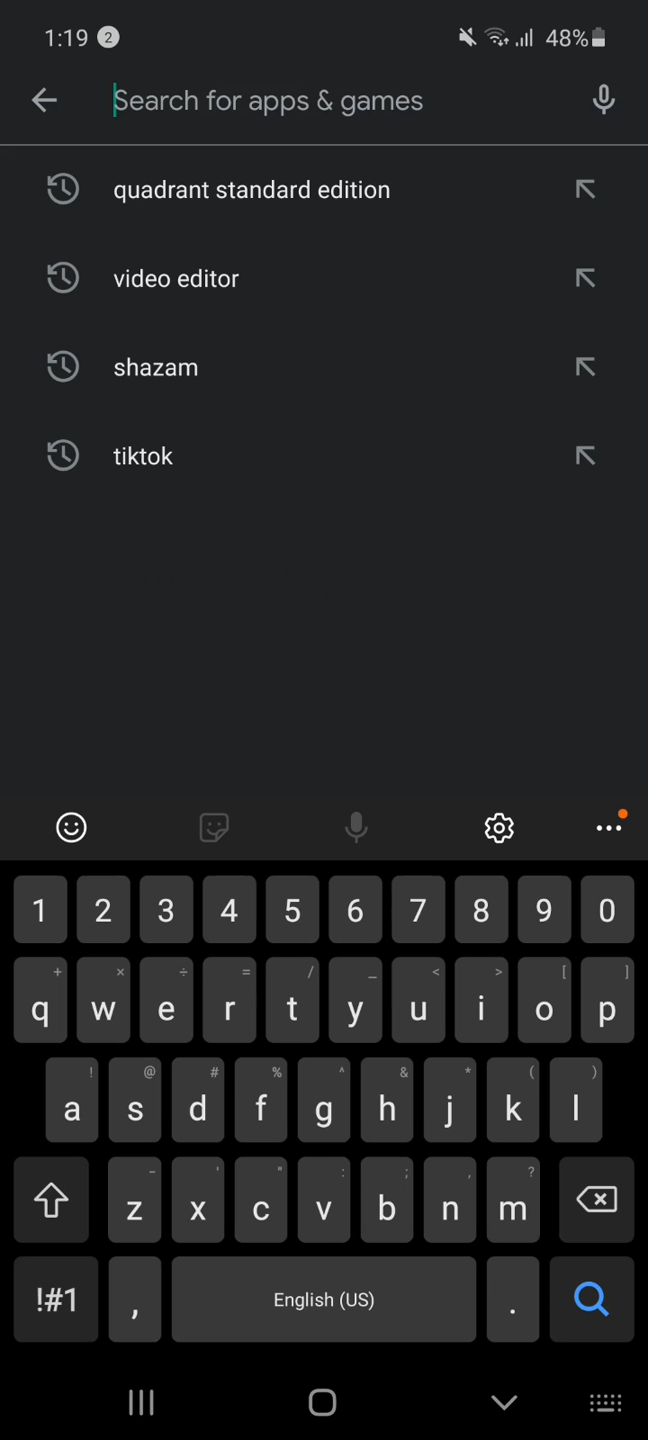 1:19 2 48%
Search for apps & games
quadrant standard edition
video editor
shazam
tiktok
1 2 3 4 5 6 7 8 9 0
+ × ÷ = / _ < > [ ]
q w e r t y u i o p
! @ # % ^ & * ( )
a s d f g h j k l
- ' " : ; , ?
z x c v b n m
!#1 , English (US) .